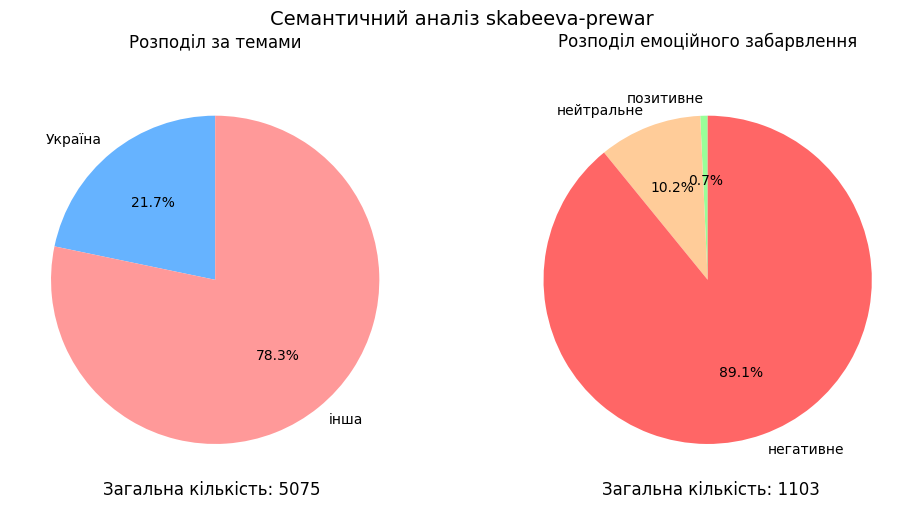 Семантичний аналіз skabeeva-prewar
Розподіл за темами
Україна
21.7%
78.3%
інша
Загальна кількість: 5075
Розподіл емоційного забарвлення
позитивне
нейтральне
0.7%
10.2%
89.1%
негативне
Загальна кількість: 1103